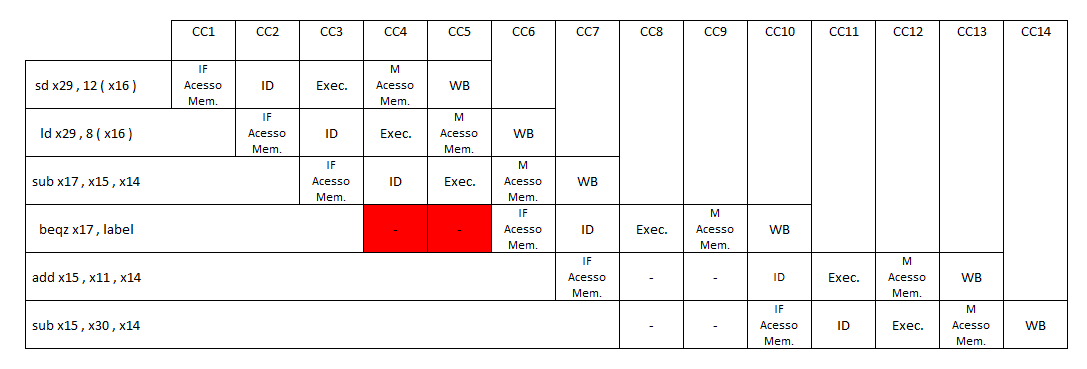 CC1 CC2 CC3 CC4 CC5 CC6 CC7 CC8 CC9 CC10 CC11 CC12 CC13 CC14
sd x29 , 12 ( x16 ) IF Acesso Mem. ID Exec. M Acesso Mem. WB
ld x29 , 8 ( x16 ) IF Acesso Mem. ID Exec. M Acesso Mem. WB
sub x17 , x15 , x14 IF Acesso Mem. ID Exec. M Acesso Mem. WB
beqz x17 , label - - IF Acesso Mem. ID Exec. M Acesso Mem. WB
add x15 , x11 , x14 IF Acesso Mem. - - ID Exec. M Acesso Mem. WB
sub x15 , x30 , x14 - - IF Acesso Mem. ID Exec. M Acesso Mem. WB